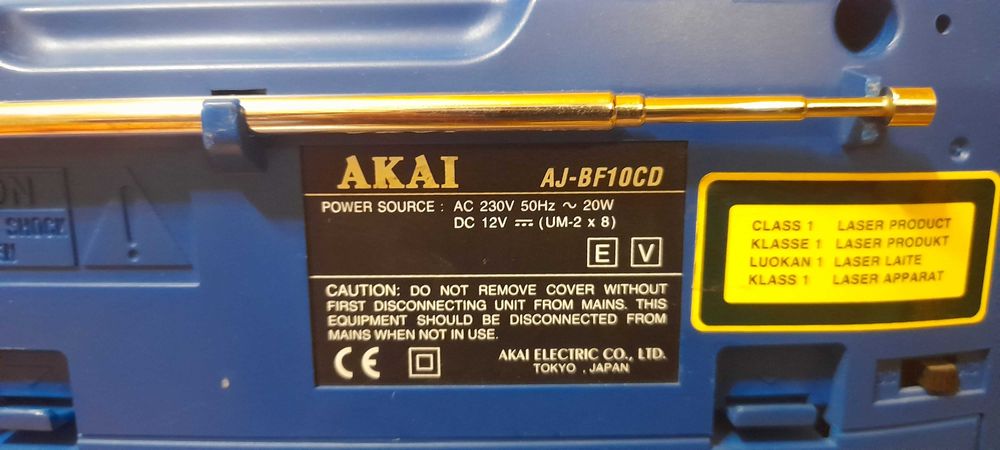 AKAI AJ-BF10CD
POWER SOURCE : AC 230V 50Hz ~ 20W
DC 12V ⎓ (UM-2 x 8)
E V
CAUTION: DO NOT REMOVE COVER WITHOUT
FIRST DISCONNECTING UNIT FROM MAINS. THIS
EQUIPMENT SHOULD BE DISCONNECTED FROM
MAINS WHEN NOT IN USE.
CE
AKAI ELECTRIC CO., LTD.
TOKYO , JAPAN
CLASS 1 LASER PRODUCT
KLASSE 1 LASER PRODUKT
LUOKAN 1 LASER LAITE
KLASS 1 LASER APPARAT
ON
SHOCK
EN